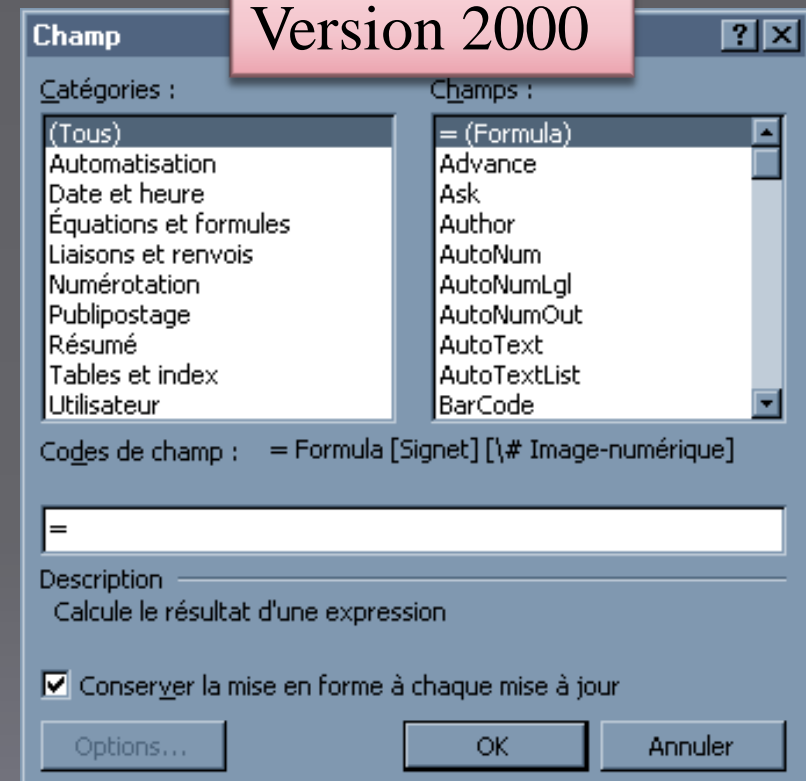 Version 2000
Champ
Catégories :
(Tous)
Automatisation
Date et heure
Équations et formules
Liaisons et renvois
Numérotation
Publipostage
Résumé
Tables et index
Utilisateur
Champs :
= (Formula)
Advance
Ask
Author
AutoNum
AutoNumLgl
AutoNumOut
AutoText
AutoTextList
BarCode
Codes de champ : = Formula [Signet] [\# Image-numérique]
=
Description
Calcule le résultat d'une expression
Conserver la mise en forme à chaque mise à jour
Options...
OK
Annuler